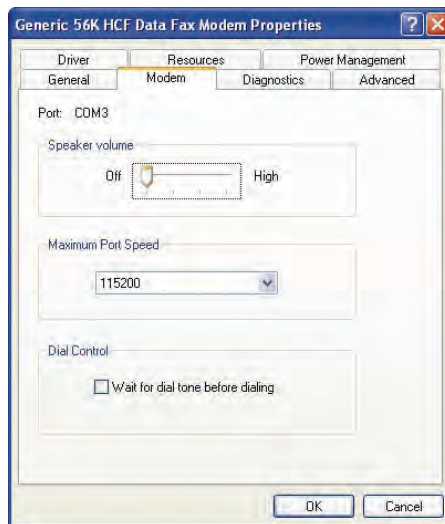 Generic 56K HCF Data Fax Modem Properties
Driver Resources Power Management
General Modem Diagnostics Advanced
Port: COM3
Speaker volume
Off High
Maximum Port Speed
115200
Dial Control
Wait for dial tone before dialing
OK Cancel